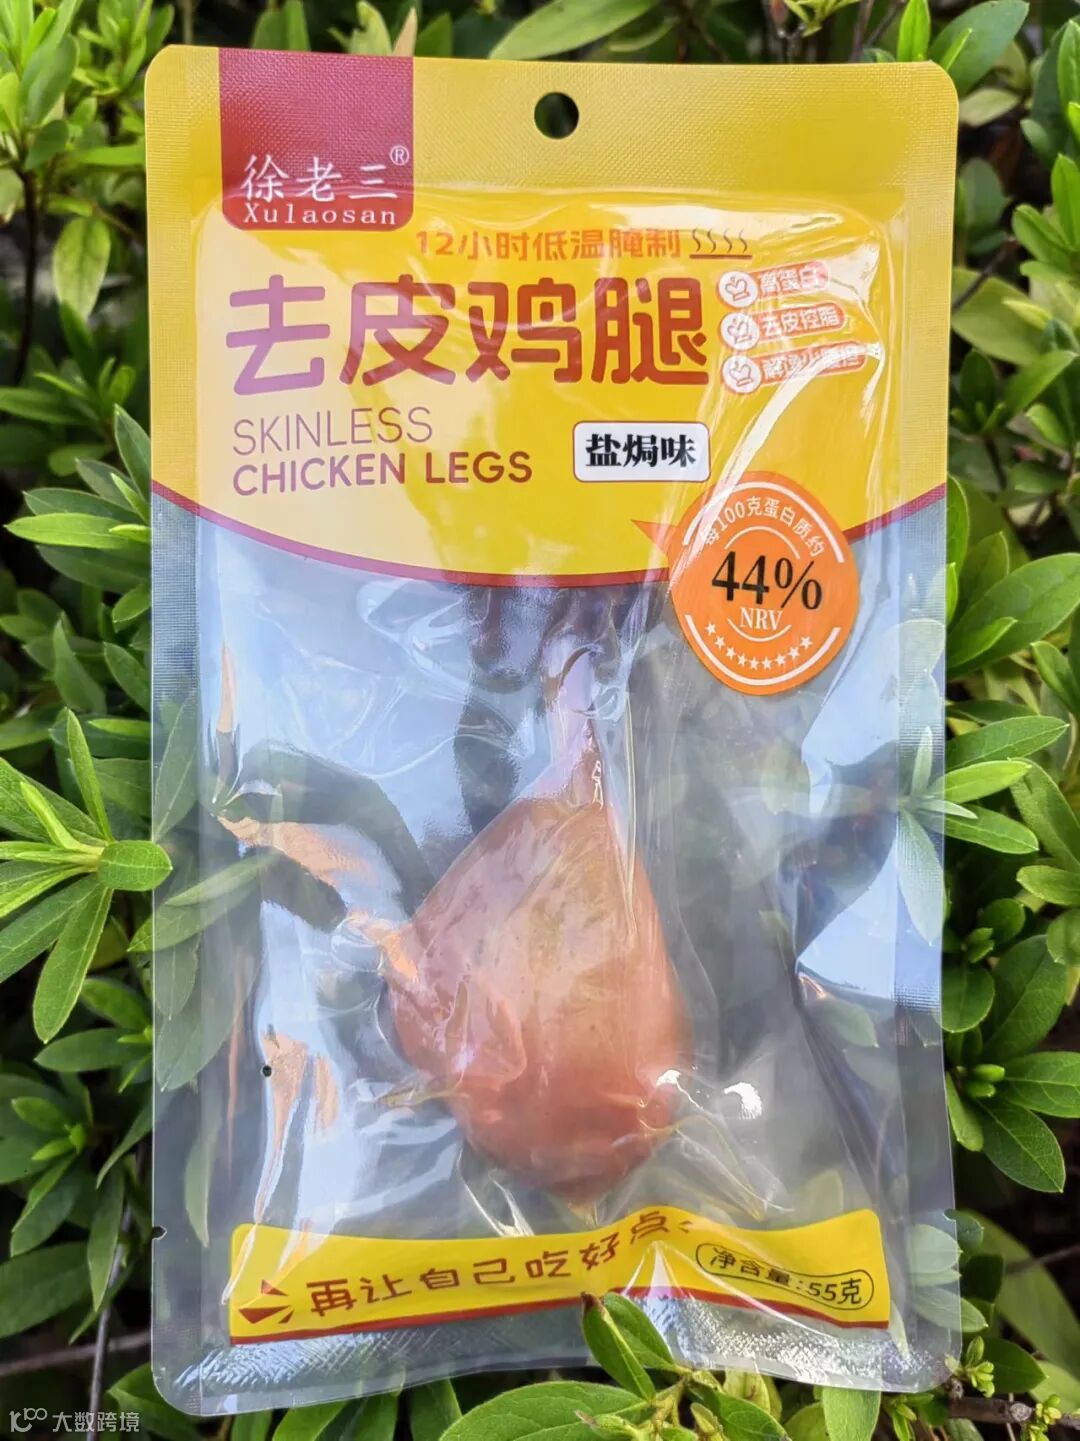 徐老三®
Xulaosan
12小时低温腌制
去皮鸡腿
高蛋白
去皮控脂
SKINLESS
CHICKEN LEGS
盐焗味
每100克蛋白质约
44%
NRV
再让自己吃好点
净含量:55克
大数跨境